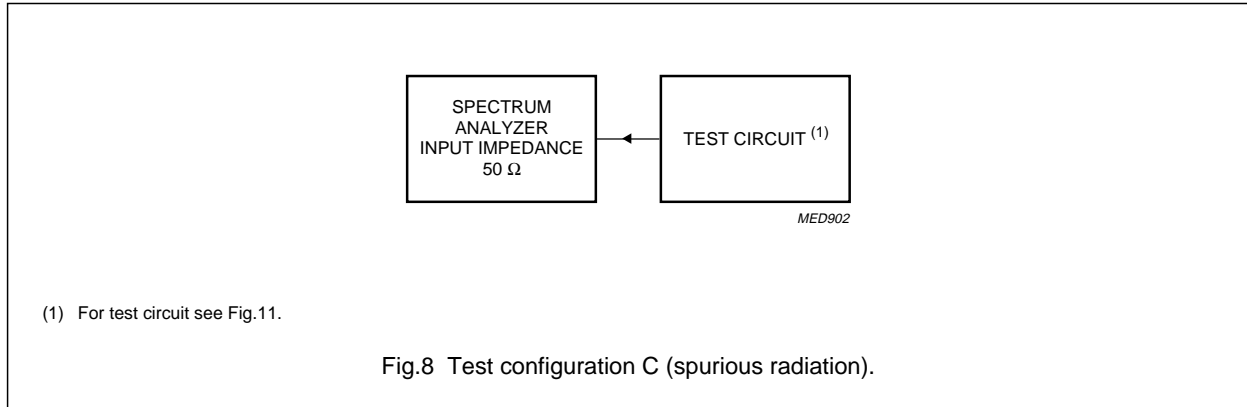 SPECTRUM
ANALYZER
INPUT IMPEDANCE
50 Ω
TEST CIRCUIT (1)
MED902
(1) For test circuit see Fig.11.
Fig.8 Test configuration C (spurious radiation).